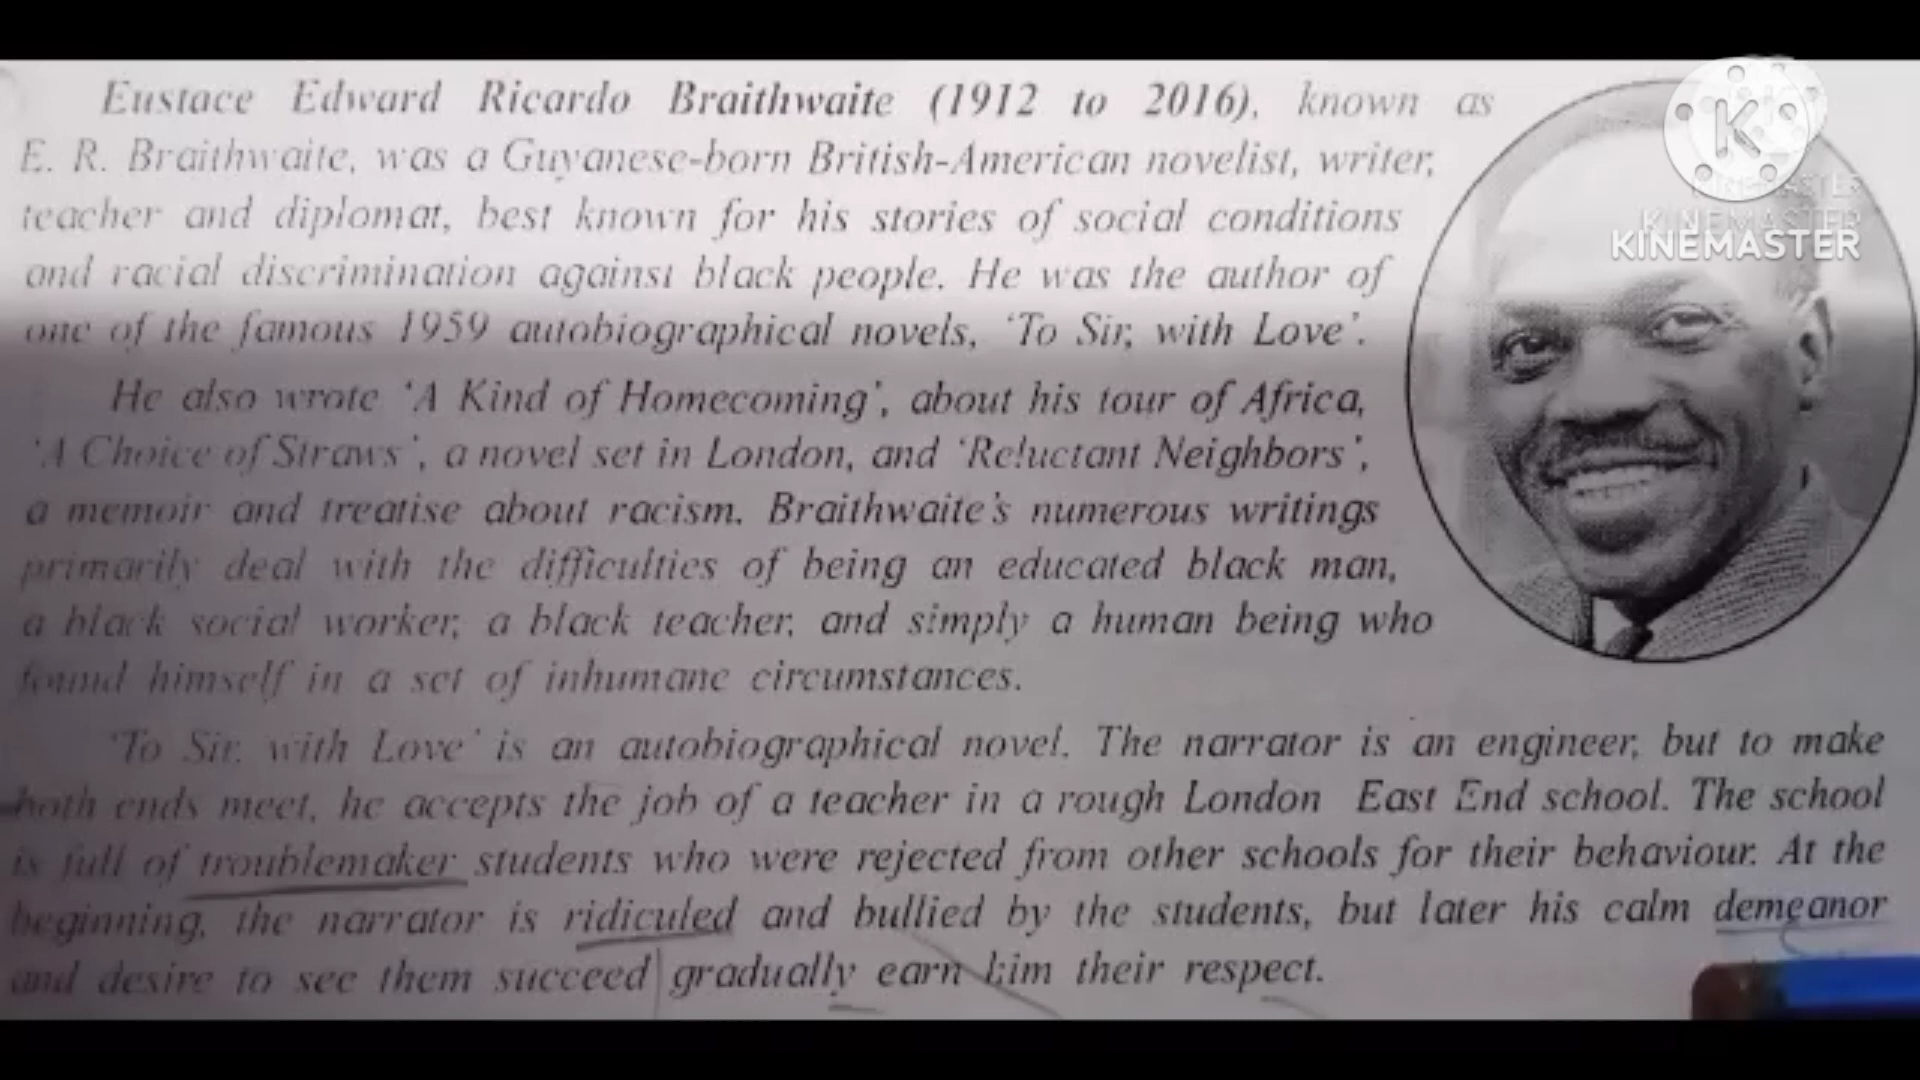 Eustace Edward Ricardo Braithwaite (1912 to 2016), known as
E. R. Braithwaite, was a Guyanese-born British-American novelist, writer,
teacher and diplomat, best known for his stories of social conditions
and racial discrimination against black people. He was the author of
one of the famous 1959 autobiographical novels, 'To Sir, with Love'.
He also wrote 'A Kind of Homecoming', about his tour of Africa,
'A Choice of Straws', a novel set in London, and 'Reluctant Neighbors',
a memoir and treatise about racism. Braithwaite's numerous writings
primarily deal with the difficulties of being an educated black man,
a black social worker, a black teacher, and simply a human being who
found himself in a set of inhumane circumstances.
'To Sir, with Love' is an autobiographical novel. The narrator is an engineer, but to make
both ends meet, he accepts the job of a teacher in a rough London East End school. The school
is full of troublemaker students who were rejected from other schools for their behaviour. At the
beginning, the narrator is ridiculed and bullied by the students, but later his calm demeanor
and desire to see them succeed gradually earn him their respect.
K
KINEMASTER
KINEMASTER
KINEMASTER